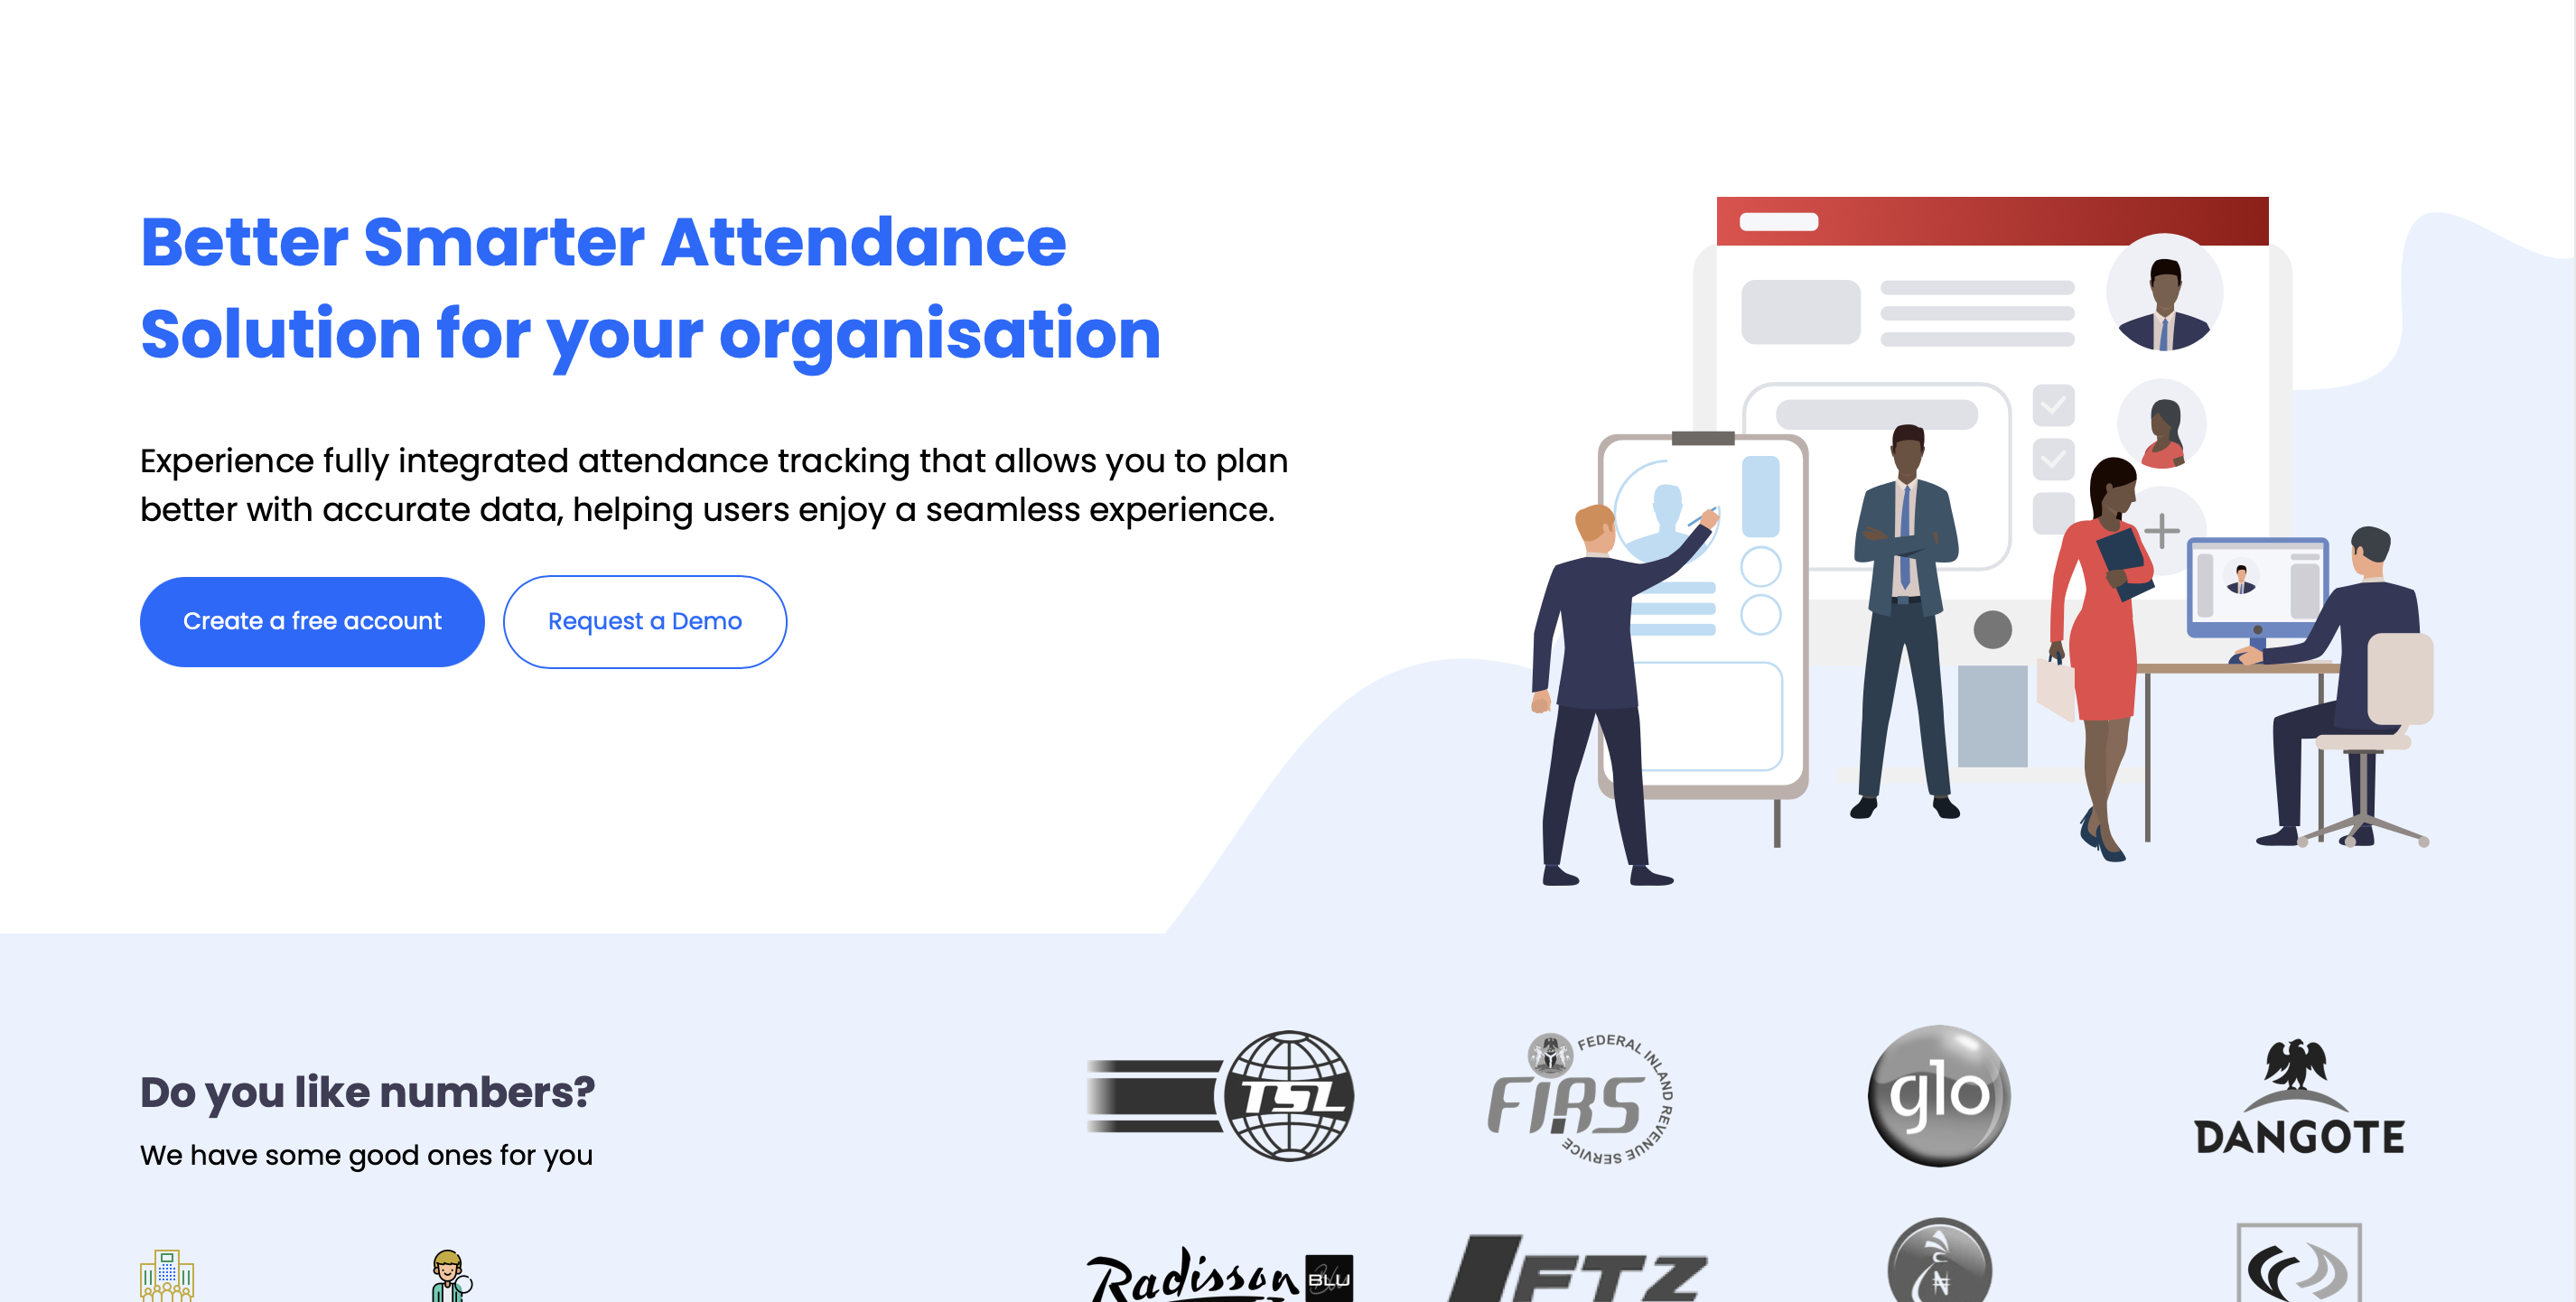 Better Smarter Attendance
Solution for your organisation
Experience fully integrated attendance tracking that allows you to plan
better with accurate data, helping users enjoy a seamless experience.
Create a free account
Request a Demo
Do you like numbers?
We have some good ones for you
TSL
FIRS
FEDERAL INLAND REVENUE SERVICE
glo
DANGOTE
Radisson
BLU
FTZ
₦